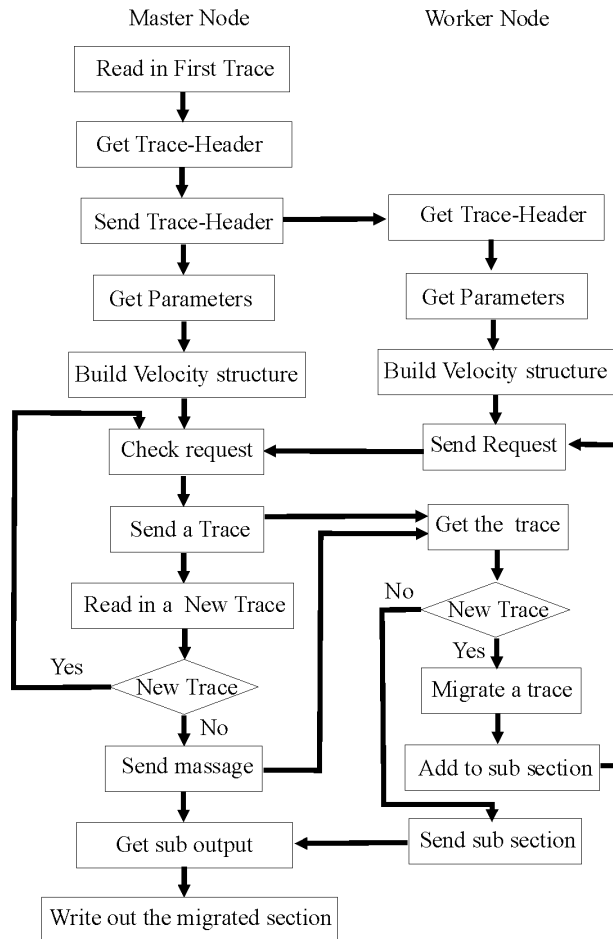 Master Node
Worker Node
Read in First Trace
Get Trace-Header
Send Trace-Header
Get Trace-Header
Get Parameters
Get Parameters
Build Velocity structure
Build Velocity structure
Check request
Send Request
Send a Trace
Get the trace
Read in a New Trace
No
New Trace
Yes
Yes
New Trace
Migrate a trace
No
Send massage
Add to sub section
Get sub output
Send sub section
Write out the migrated section